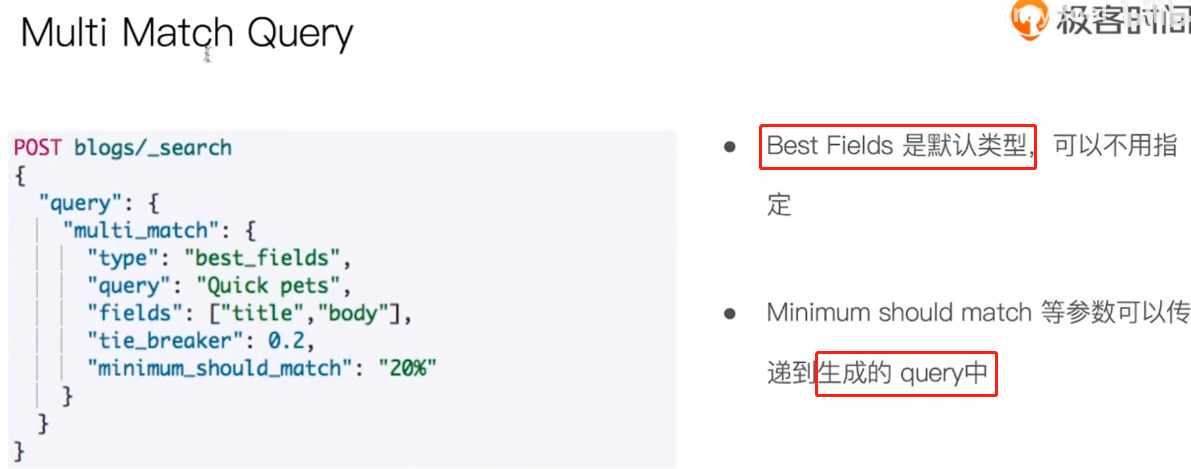 Multi Match Query
极客时间
POST blogs/_search
{
"query": {
"multi_match": {
"type": "best_fields",
"query": "Quick pets",
"fields": ["title","body"],
"tie_breaker": 0.2,
"minimum_should_match": "20%"
}
}
}
● Best Fields 是默认类型，可以不用指
定
● Minimum should match 等参数可以传
递到生成的 query中